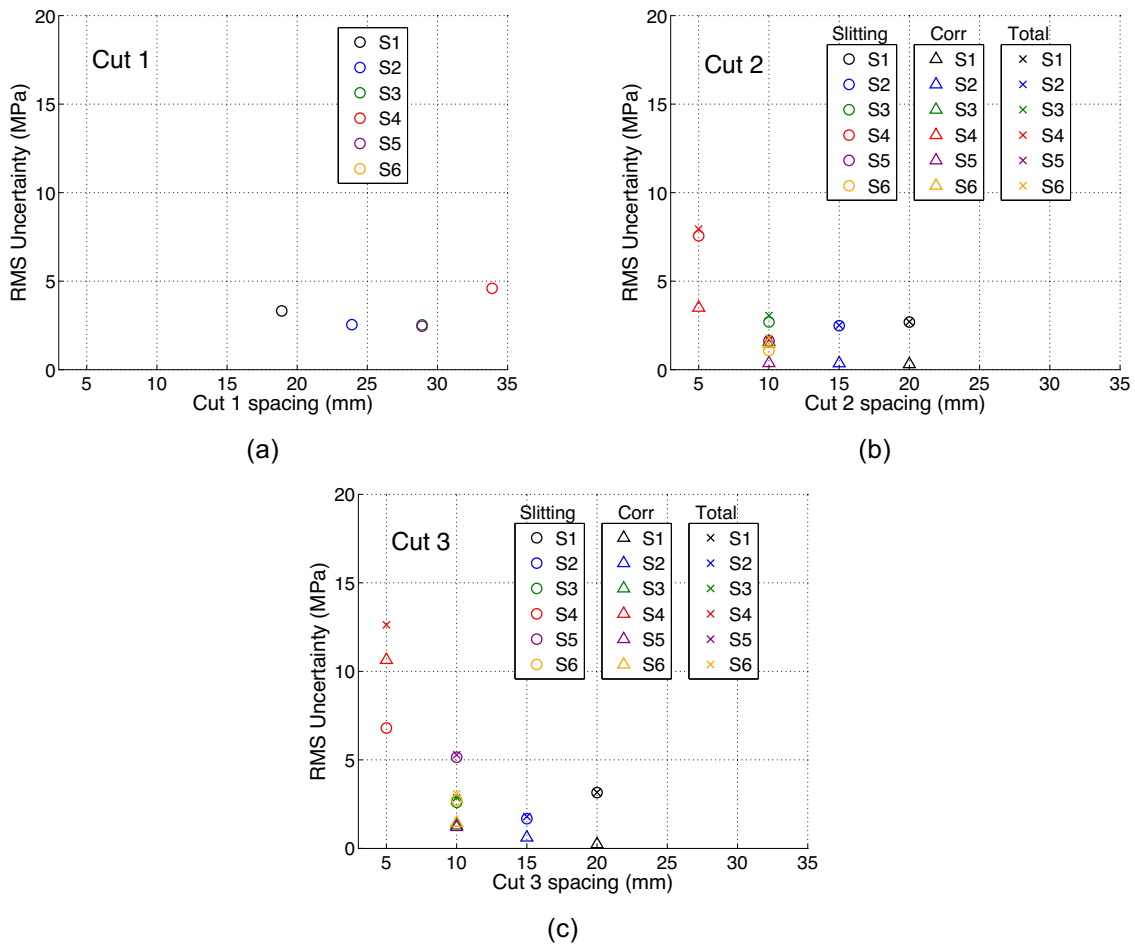 20
15
10
5
0
RMS Uncertainty (MPa)
Cut 1
S1
S2
S3
S4
S5
S6
5 10 15 20 25 30 35
Cut 1 spacing (mm)
(a)
20
15
10
5
0
RMS Uncertainty (MPa)
Cut 2
Slitting Corr Total
S1 S1 S1
S2 S2 S2
S3 S3 S3
S4 S4 S4
S5 S5 S5
S6 S6 S6
5 10 15 20 25 30 35
Cut 2 spacing (mm)
(b)
20
15
10
5
0
RMS Uncertainty (MPa)
Cut 3
Slitting Corr Total
S1 S1 S1
S2 S2 S2
S3 S3 S3
S4 S4 S4
S5 S5 S5
S6 S6 S6
5 10 15 20 25 30 35
Cut 3 spacing (mm)
(c)